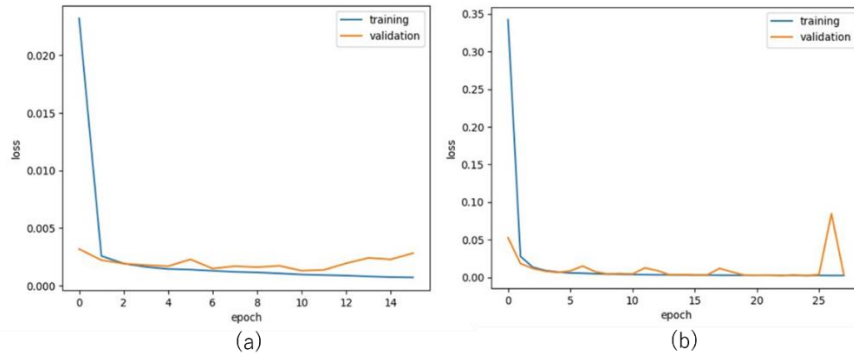 training
validation
0.020
0.015
0.010
0.005
0.000
loss
0 2 4 6 8 10 12 14
epoch
(a)
training
validation
0.35
0.30
0.25
0.20
0.15
0.10
0.05
0.00
loss
0 5 10 15 20 25
epoch
(b)